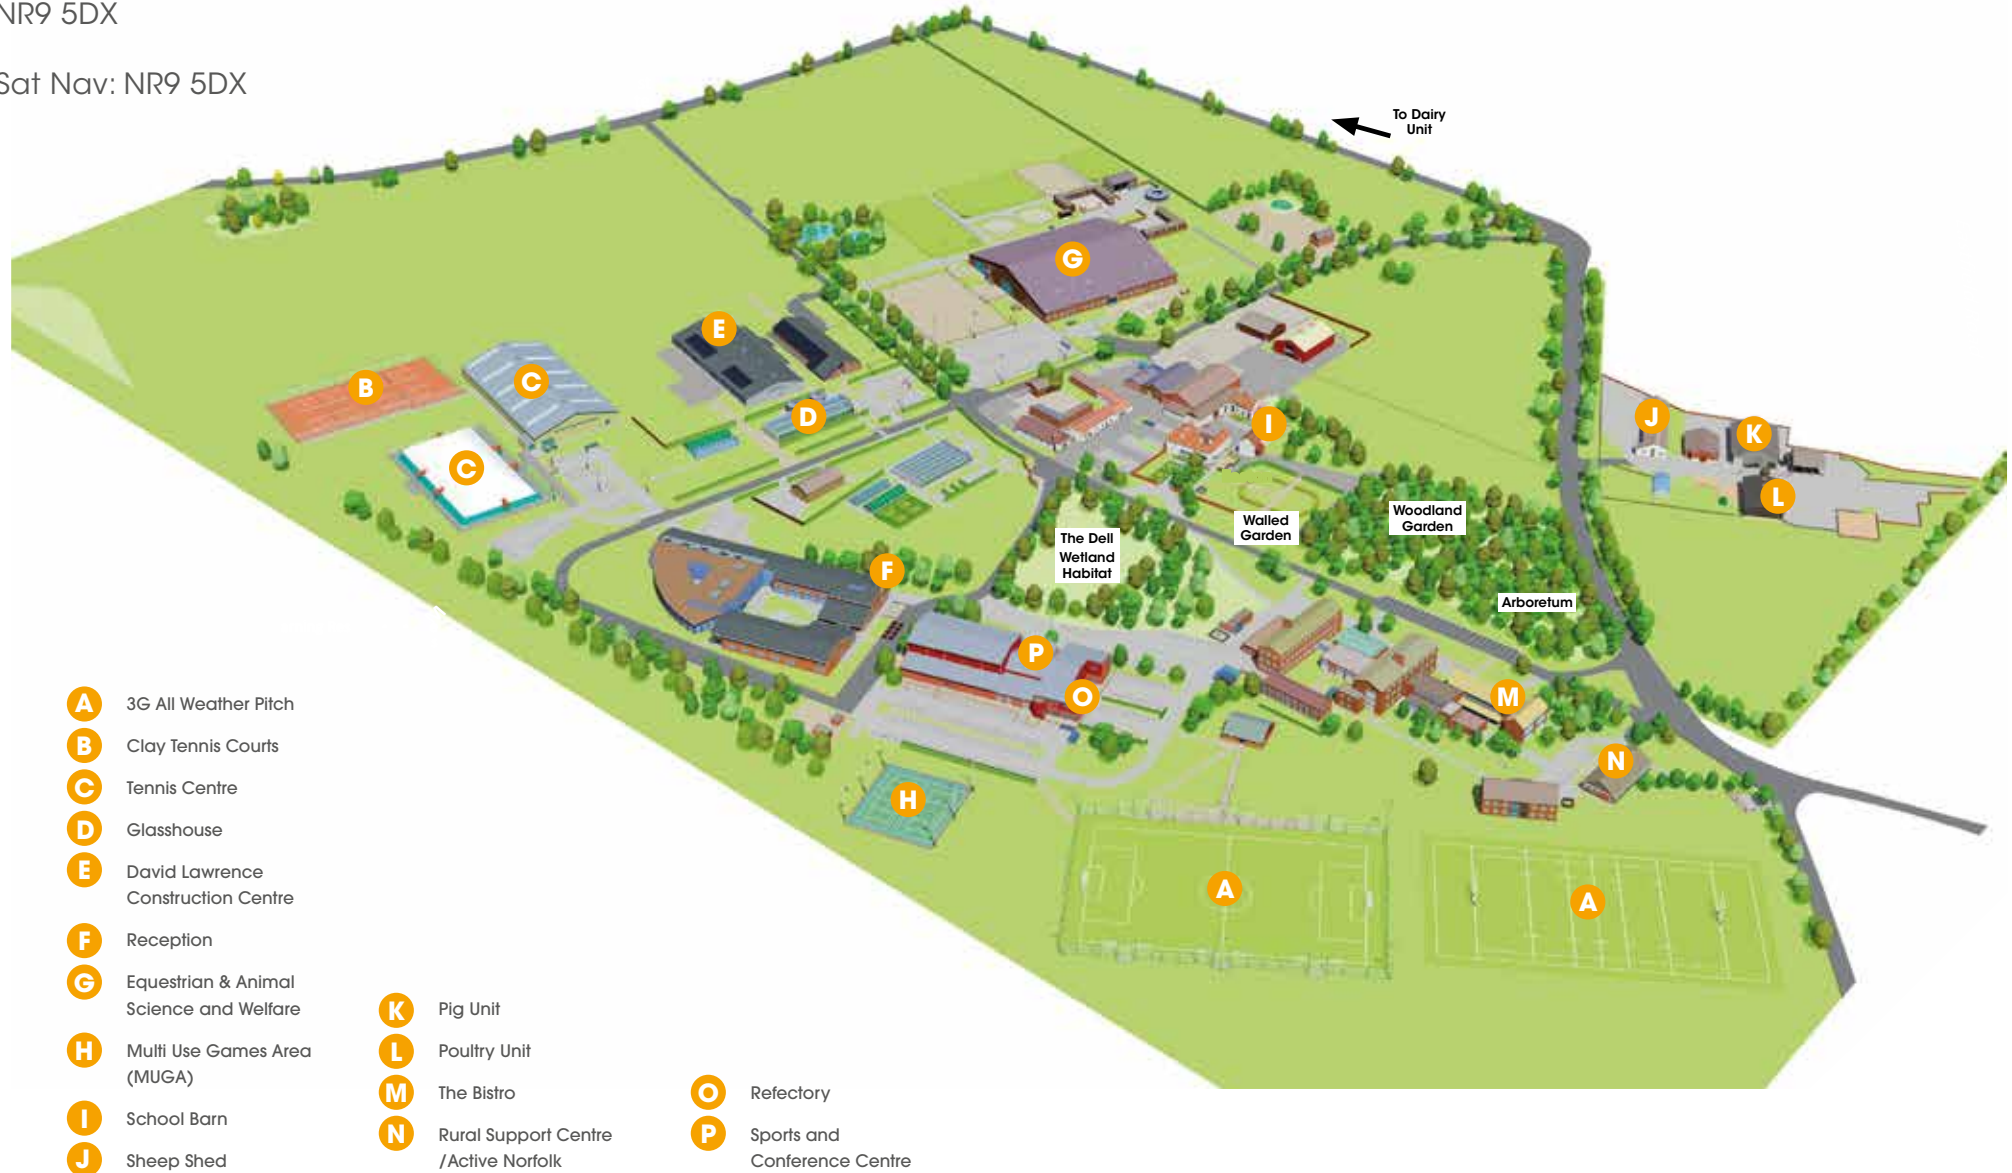 NR9 5DX
Sat Nav: NR9 5DX
To Dairy
Unit
G
E
B
C
D
I
J
K
C
L
Woodland
Garden
Walled
Garden
The Dell
Wetland
Habitat
F
Arboretum
P
O
M
N
H
A
A
A 3G All Weather Pitch
B Clay Tennis Courts
C Tennis Centre
D Glasshouse
E David Lawrence
Construction Centre
F Reception
G Equestrian & Animal
Science and Welfare
H Multi Use Games Area
(MUGA)
I School Barn
J Sheep Shed
K Pig Unit
L Poultry Unit
M The Bistro
N Rural Support Centre
/Active Norfolk
O Refectory
P Sports and
Conference Centre